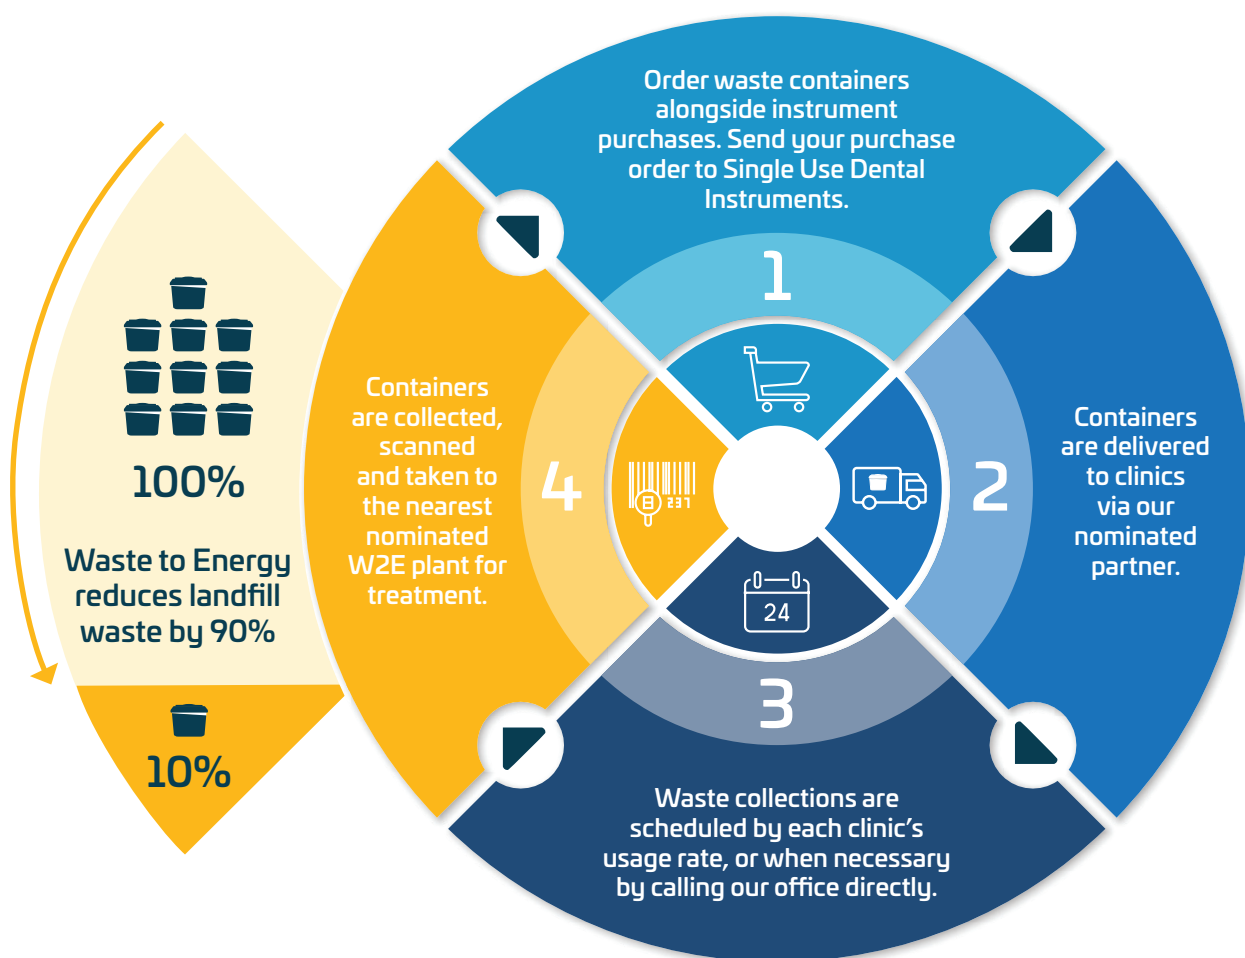 Order waste containers
alongside instrument
purchases. Send your purchase
order to Single Use Dental
Instruments.
1
Containers
are delivered
to clinics
via our
nominated
partner.
2
24
3
Waste collections are
scheduled by each clinic's
usage rate, or when necessary
by calling our office directly.
Containers
are collected,
scanned
and taken to
the nearest
nominated
W2E plant for
treatment.
4
8 237
100%
Waste to Energy
reduces landfill
waste by 90%
10%